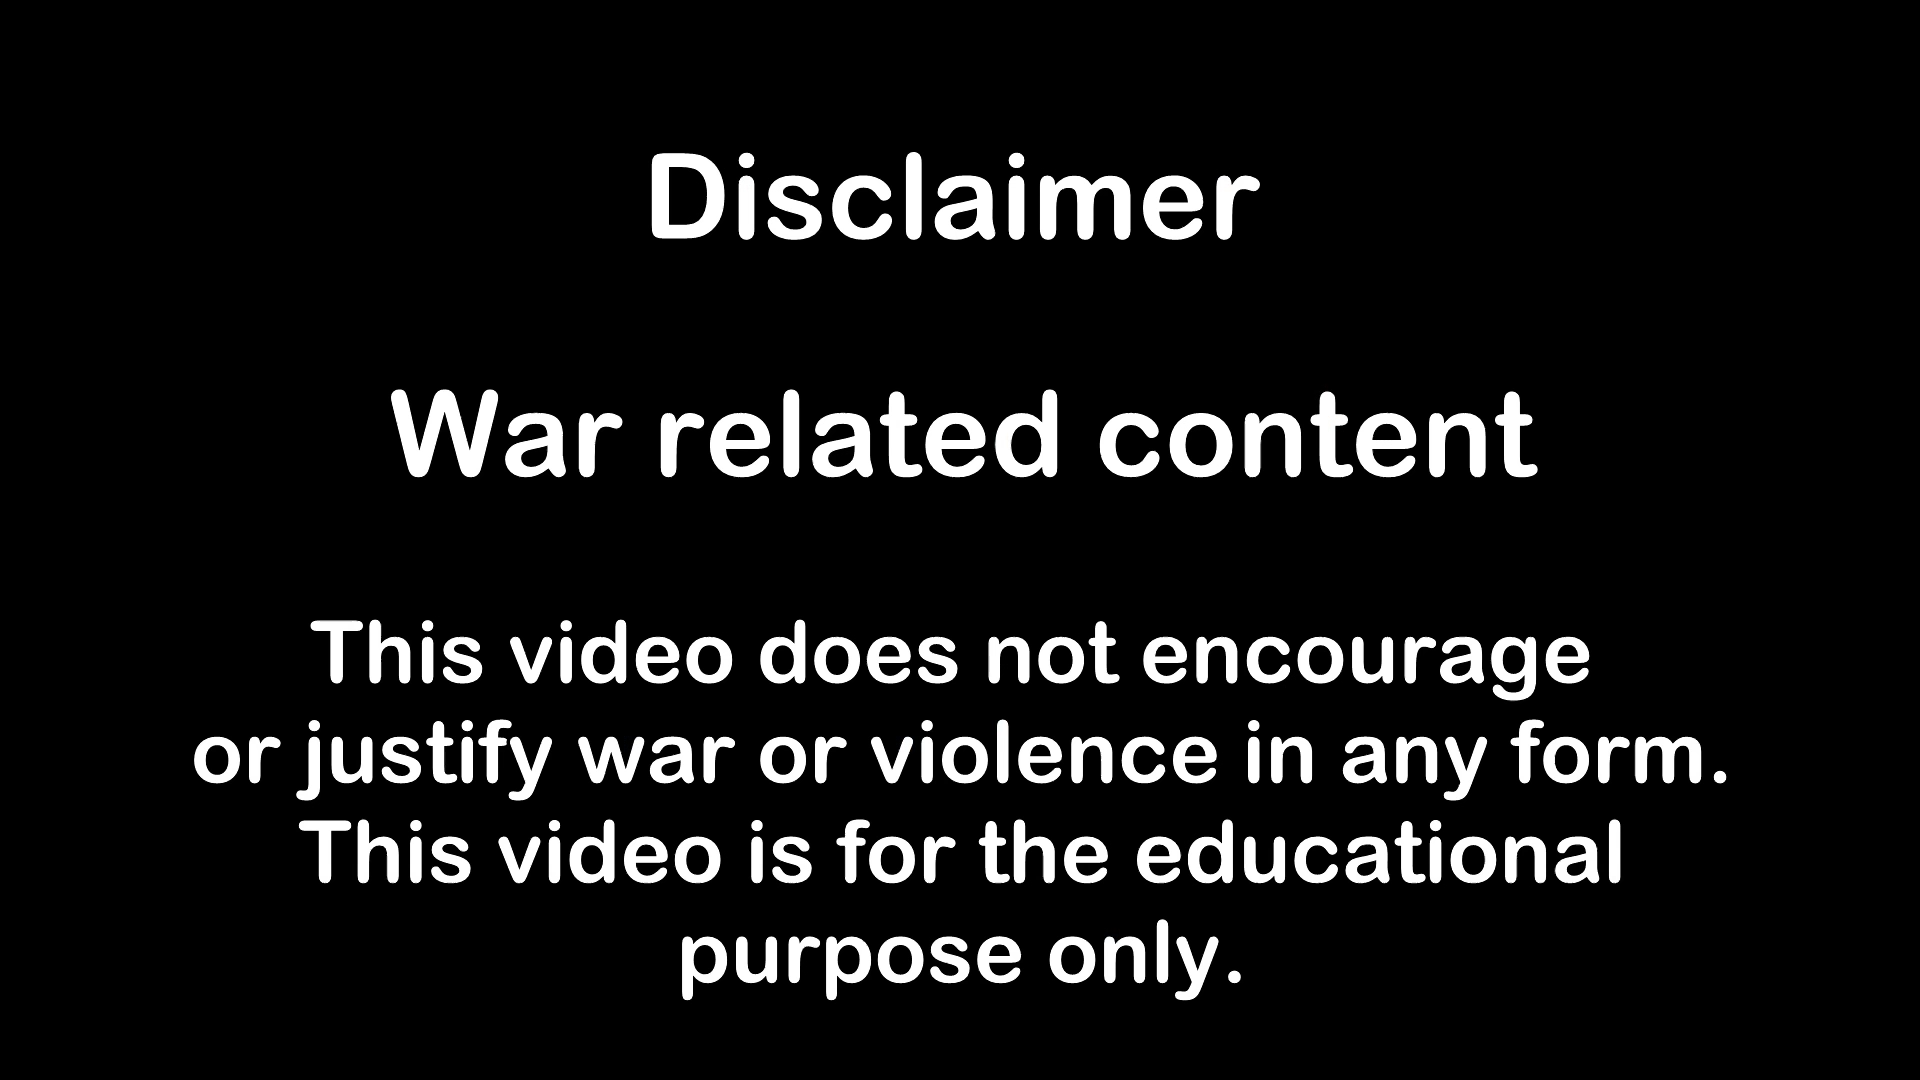 Disclaimer
War related content
This video does not encourage
or justify war or violence in any form.
This video is for the educational
purpose only.